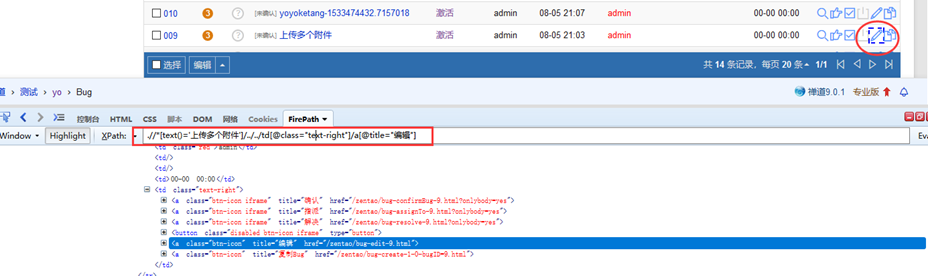 010 3 ? [未确认] yoyoketang-1533474432.7157018 激活 admin 08-05 21:07 admin 00-00 00:00
009 3 ? [未确认] 上传多个附件 激活 admin 08-05 21:03 admin 00-00 00:00
选择 编辑 共 14 条记录，每页 20 条 1/1
测试 yo Bug 禅道9.0.1 专业版
控制台 HTML CSS 脚本 DOM 网络 Cookies FirePath
Window Highlight XPath: .//*[text()='上传多个附件']/../../td[@class="text-right"]/a[@title="编辑"] Eva
<td class="red">admin</td>
<td/>
<td/>
<td>00-00 00:00</td>
<td class="text-right">
<a class="btn-icon iframe" title="确认" href="/zentao/bug-confirmBug-9.html?onlybody=yes">
<a class="btn-icon iframe" title="指派" href="/zentao/bug-assignTo-9.html?onlybody=yes">
<a class="btn-icon iframe" title="解决" href="/zentao/bug-resolve-9.html?onlybody=yes">
<button class="disabled btn-icon iframe" type="button">
<a class="btn-icon" title="编辑" href="/zentao/bug-edit-9.html">
<a class="btn-icon" title="复制Bug" href="/zentao/bug-create-1-0-bugID=9.html">
</td>
</tr>